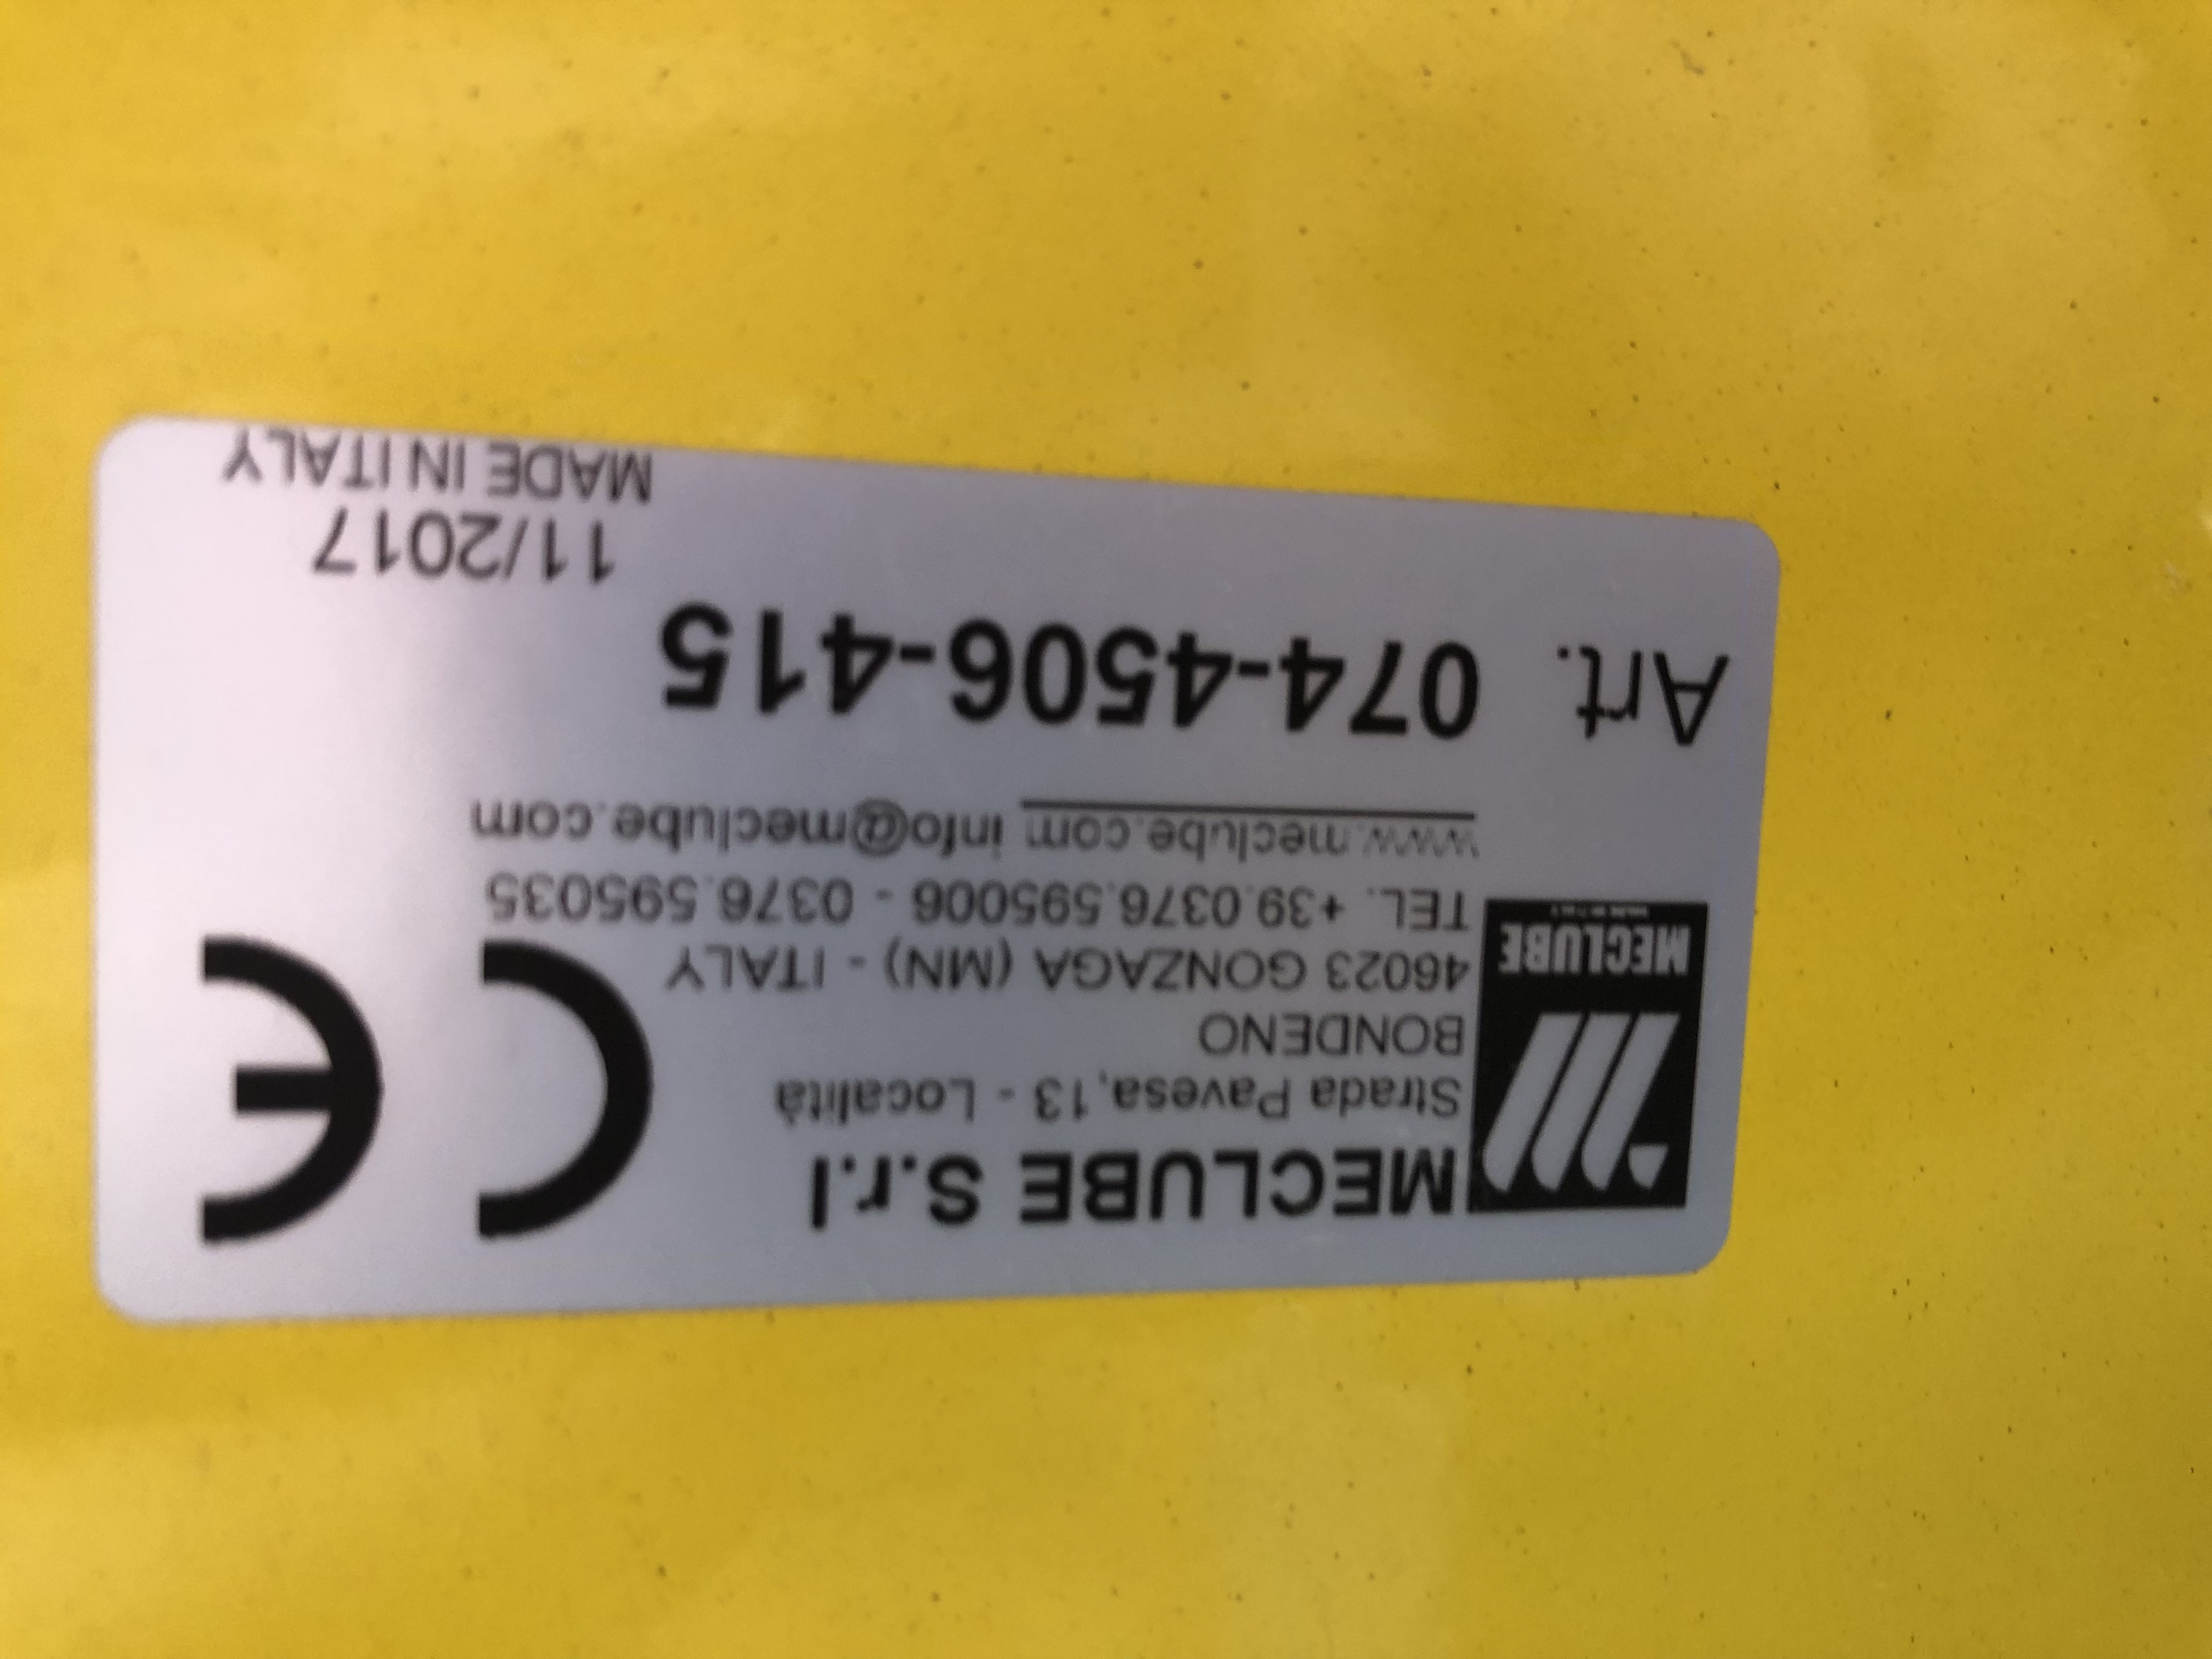 MECLUBE S.r.l
Strada Pavesa,13 - Località
BONDENO
46023 GONZAGA (MN) - ITALY
TEL. +39.0376.595006 - 0376.595035
www.meclube.com info@meclube.com
MECLUBE
CE
Art. 074-4506-415
11/2017
MADE IN ITALY